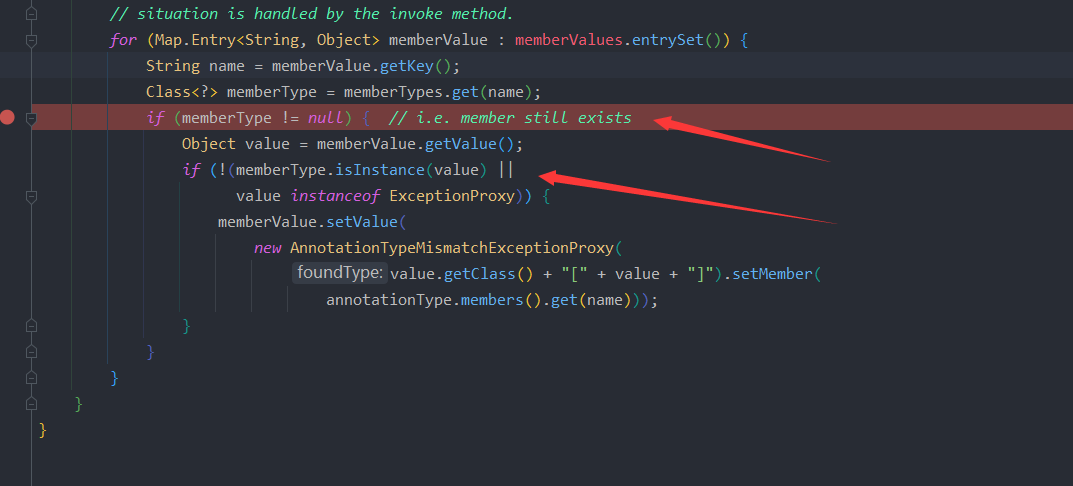 // situation is handled by the invoke method.
for (Map.Entry<String, Object> memberValue : memberValues.entrySet()) {
String name = memberValue.getKey();
Class<?> memberType = memberTypes.get(name);
if (memberType != null) {  // i.e. member still exists
Object value = memberValue.getValue();
if (!(memberType.isInstance(value) ||
value instanceof ExceptionProxy)) {
memberValue.setValue(
new AnnotationTypeMismatchExceptionProxy(
foundType: value.getClass() + "[" + value + "]").setMember(
annotationType.members().get(name)));
}
}
}
}
}